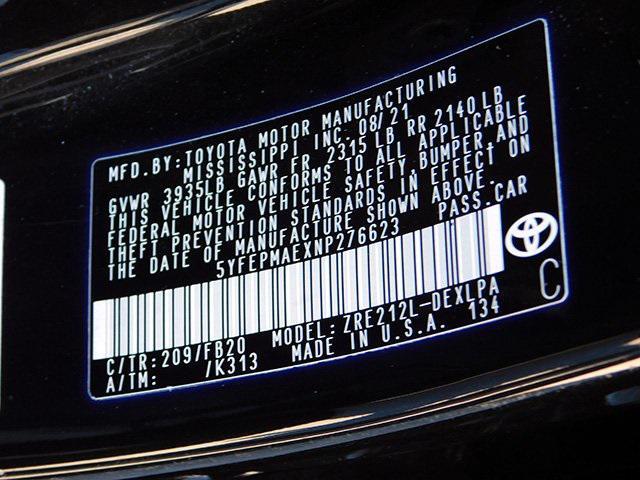 MFD.BY: TOYOTA MOTOR MANUFACTURING
MISSISSIPPI INC. 08/21
GVWR 3935LB GAWR FR 2315 LB RR 2140 LB
THIS VEHICLE CONFORMS TO ALL APPLICABLE
FEDERAL MOTOR VEHICLE SAFETY,BUMPER,AND
THEFT PREVENTION STANDARDS IN EFFECT ON
THE DATE OF MANUFACTURE SHOWN ABOVE.
5YFEPMAEXNP276623 PASS.CAR
C/TR:209/FB20 MODEL:ZRE212L-DEXLPA
A/TM: /K313 MADE IN U.S.A. 134
C